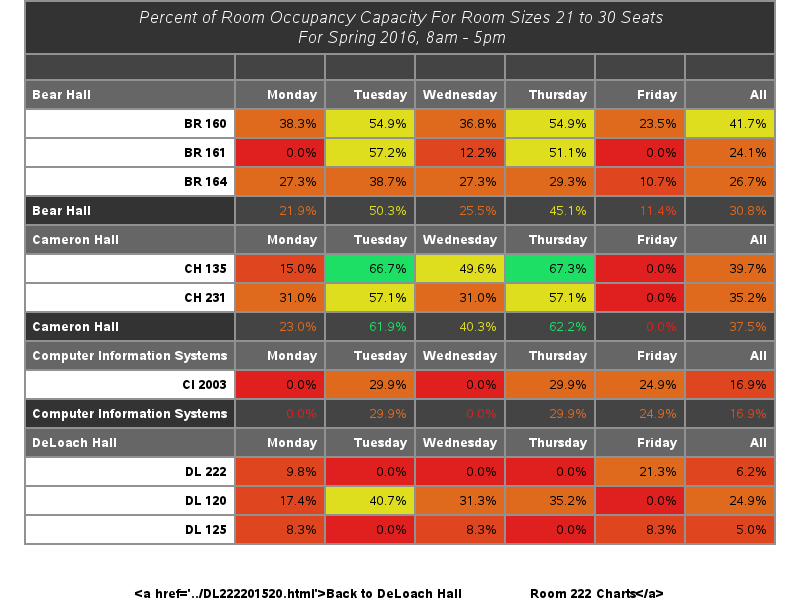 Percent of Room Occupancy Capacity For Room Sizes 21 to 30 Seats
For Spring 2016, 8am - 5pm
Bear Hall Monday Tuesday Wednesday Thursday Friday All
BR 160 38.3% 54.9% 36.8% 54.9% 23.5% 41.7%
BR 161 0.0% 57.2% 12.2% 51.1% 0.0% 24.1%
BR 164 27.3% 38.7% 27.3% 29.3% 10.7% 26.7%
Bear Hall 21.9% 50.3% 25.5% 45.1% 11.4% 30.8%
Cameron Hall Monday Tuesday Wednesday Thursday Friday All
CH 135 15.0% 66.7% 49.6% 67.3% 0.0% 39.7%
CH 231 31.0% 57.1% 31.0% 57.1% 0.0% 35.2%
Cameron Hall 23.0% 61.9% 40.3% 62.2% 0.0% 37.5%
Computer Information Systems Monday Tuesday Wednesday Thursday Friday All
CI 2003 0.0% 29.9% 0.0% 29.9% 24.9% 16.9%
Computer Information Systems 0.0% 29.9% 0.0% 29.9% 24.9% 16.9%
DeLoach Hall Monday Tuesday Wednesday Thursday Friday All
DL 222 9.8% 0.0% 0.0% 0.0% 21.3% 6.2%
DL 120 17.4% 40.7% 31.3% 35.2% 0.0% 24.9%
DL 125 8.3% 0.0% 8.3% 0.0% 8.3% 5.0%
<a href='../DL222201520.html'>Back to DeLoach Hall Room 222 Charts</a>